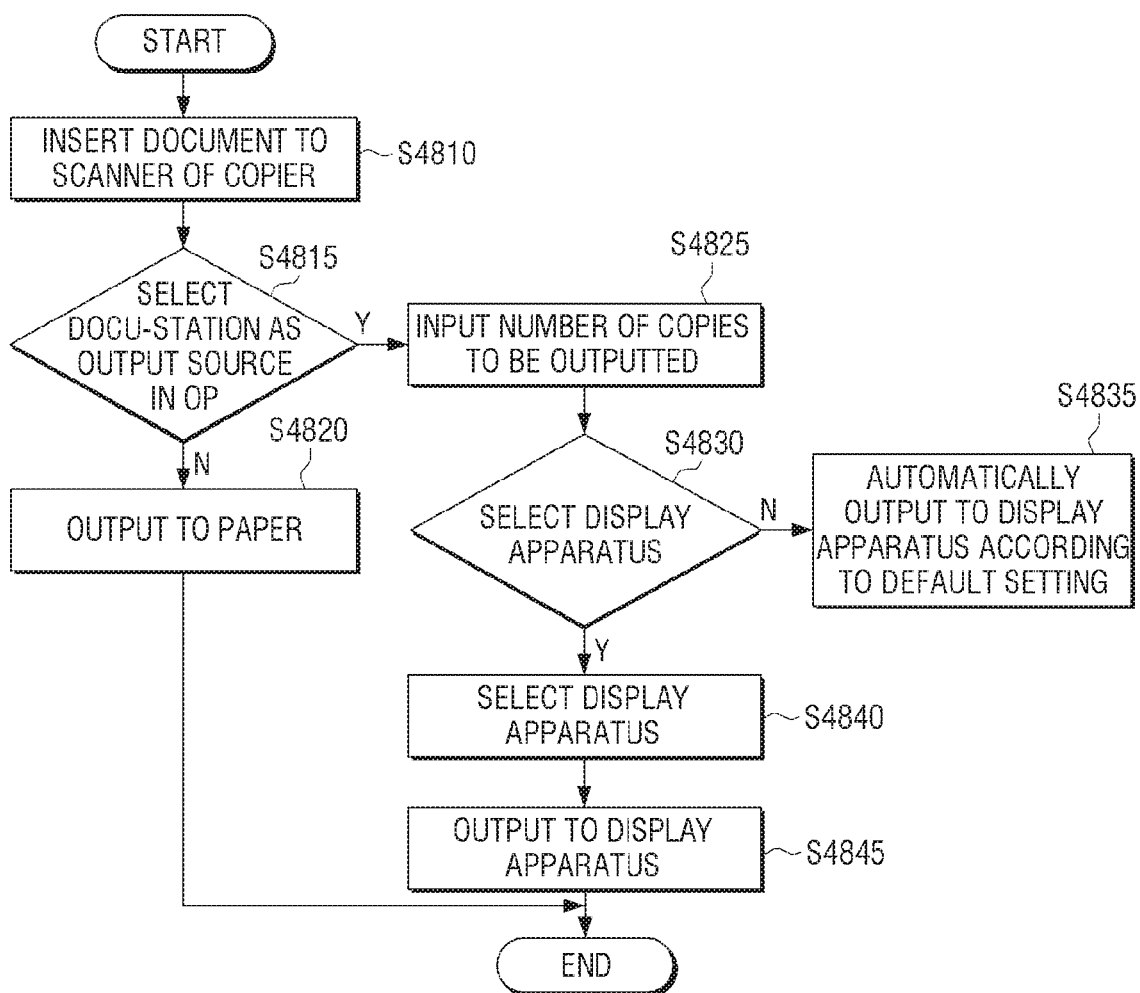 START
INSERT DOCUMENT TO
SCANNER OF COPIER
S4810
S4815
SELECT
DOCU-STATION AS
OUTPUT SOURCE
IN OP
Y
N
S4820
OUTPUT TO PAPER
S4825
INPUT NUMBER OF COPIES
TO BE OUTPUTTED
S4830
SELECT DISPLAY
APPARATUS
N
Y
S4835
AUTOMATICALLY
OUTPUT TO DISPLAY
APPARATUS ACCORDING
TO DEFAULT SETTING
SELECT DISPLAY
APPARATUS
S4840
OUTPUT TO DISPLAY
APPARATUS
S4845
END